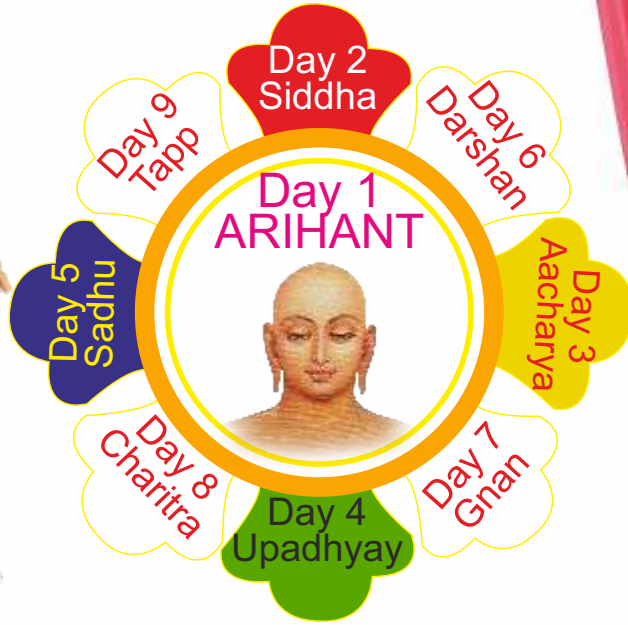 Day 1
ARIHANT
Day 2
Siddha
Day 6
Darshan
Day 3
Aacharya
Day 7
Gnan
Day 4
Upadhyay
Day 8
Charitra
Day 5
Sadhu
Day 9
Tapp